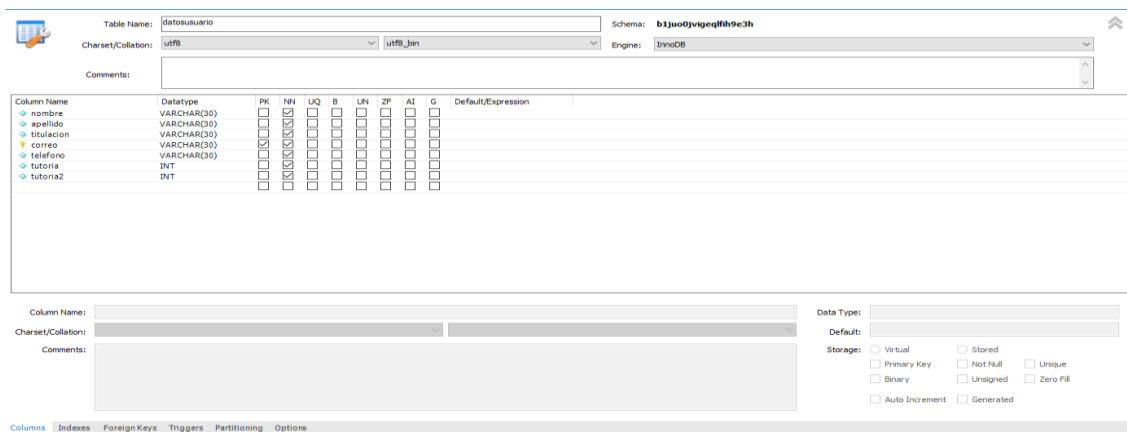 Table Name: datosusuario Schema: b1juo0jvigeqlfih9e3h
Charset/Collation: utf8 utf8_bin Engine: InnoDB
Comments:
Column Name Datatype PK NN UQ B UN ZF AI G Default/Expression
nombre VARCHAR(30)
apellido VARCHAR(30)
titulacion VARCHAR(30)
correo VARCHAR(30)
telefono VARCHAR(30)
tutoria INT
tutoria2 INT
Column Name: Data Type:
Charset/Collation: Default:
Comments: Storage: Virtual Stored
Primary Key Not Null Unique
Binary Unsigned Zero Fill
Auto Increment Generated
Columns Indexes Foreign Keys Triggers Partitioning Options